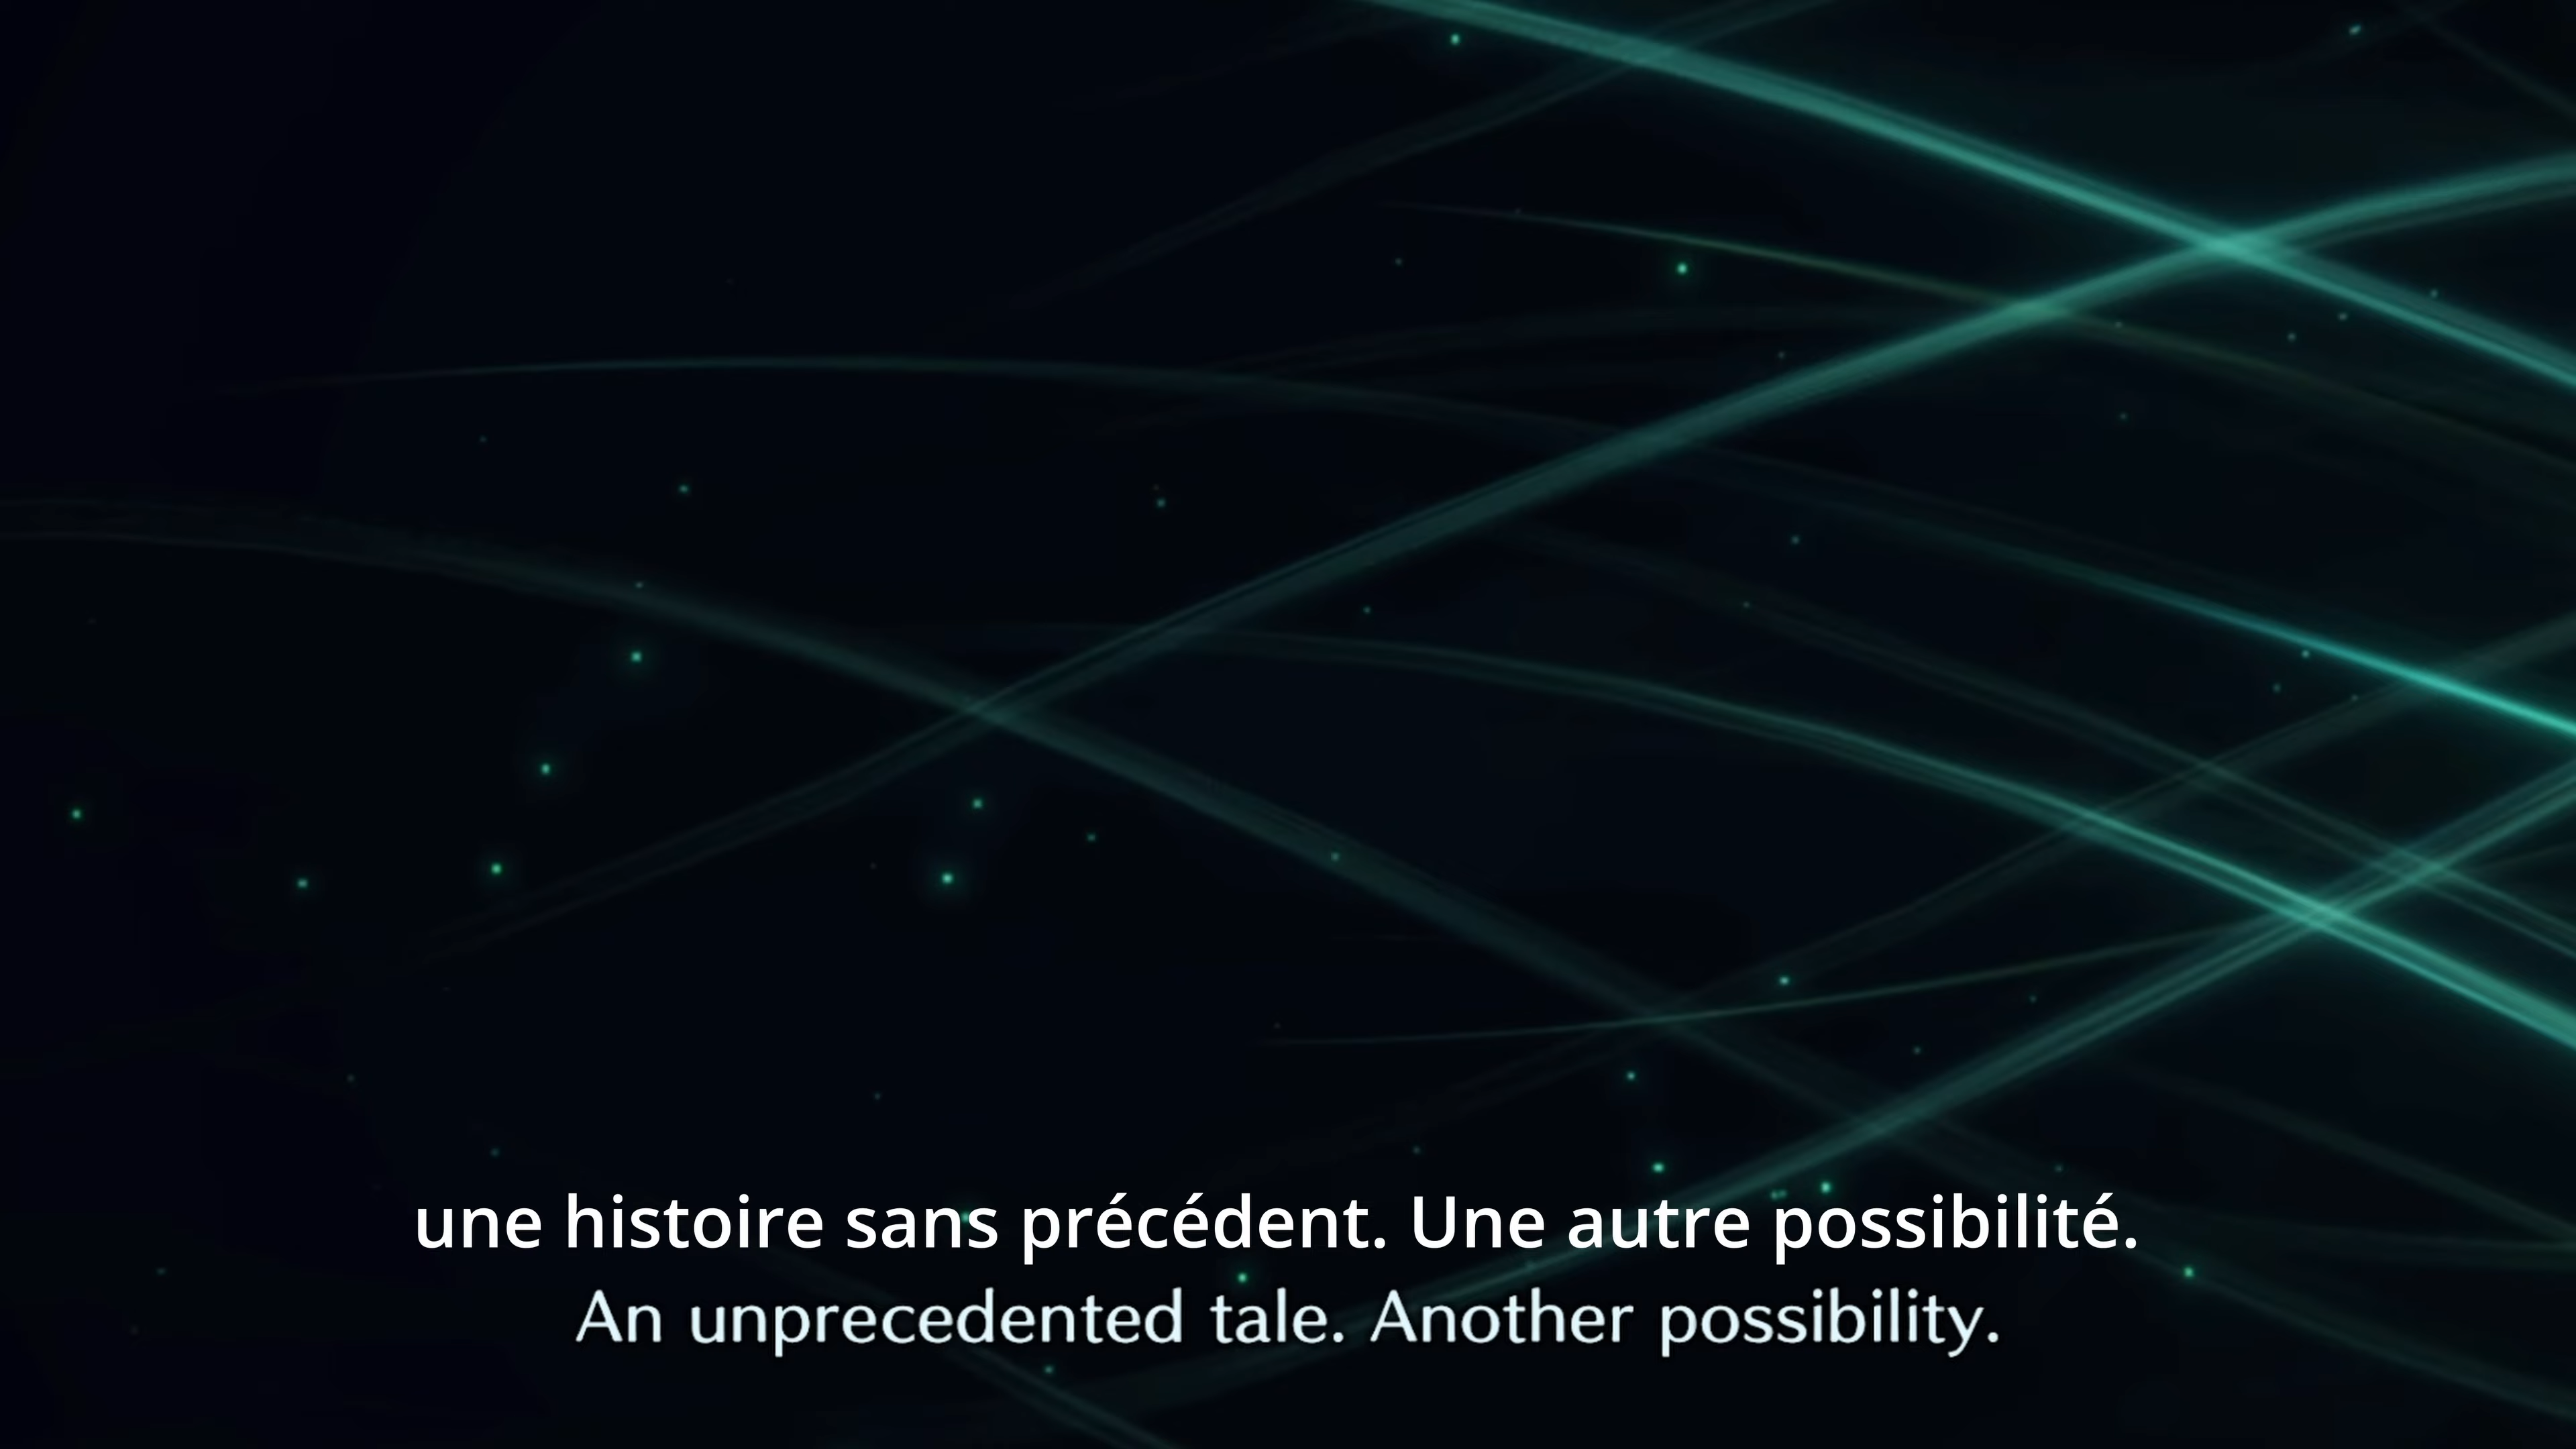 une histoire sans précédent. Une autre possibilité.
An unprecedented tale. Another possibility.